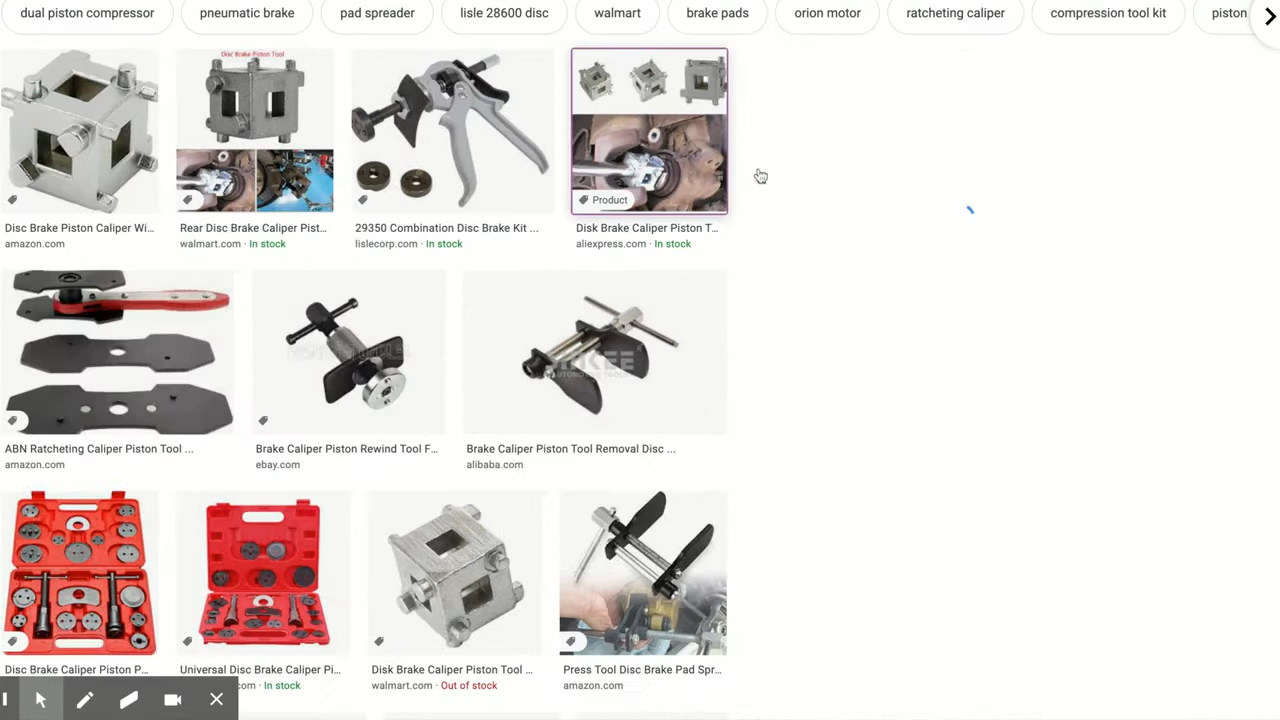 dual piston compressor
pneumatic brake
pad spreader
lisle 28600 disc
walmart
brake pads
orion motor
ratcheting caliper
compression tool kit
piston
Disc Brake Piston Tool
Product
Disc Brake Piston Caliper Wi...
Rear Disc Brake Caliper Pist...
29350 Combination Disc Brake Kit ...
Disk Brake Caliper Piston T...
amazon.com
walmart.com · In stock
lislecorp.com · In stock
aliexpress.com · In stock
ABN Ratcheting Caliper Piston Tool ...
Brake Caliper Piston Rewind Tool F...
Brake Caliper Piston Tool Removal Disc ...
amazon.com
ebay.com
alibaba.com
Disc Brake Caliper Piston P...
Universal Disc Brake Caliper Pi...
Disk Brake Caliper Piston Tool ...
Press Tool Disc Brake Pad Spr...
com · In stock
walmart.com · Out of stock
amazon.com